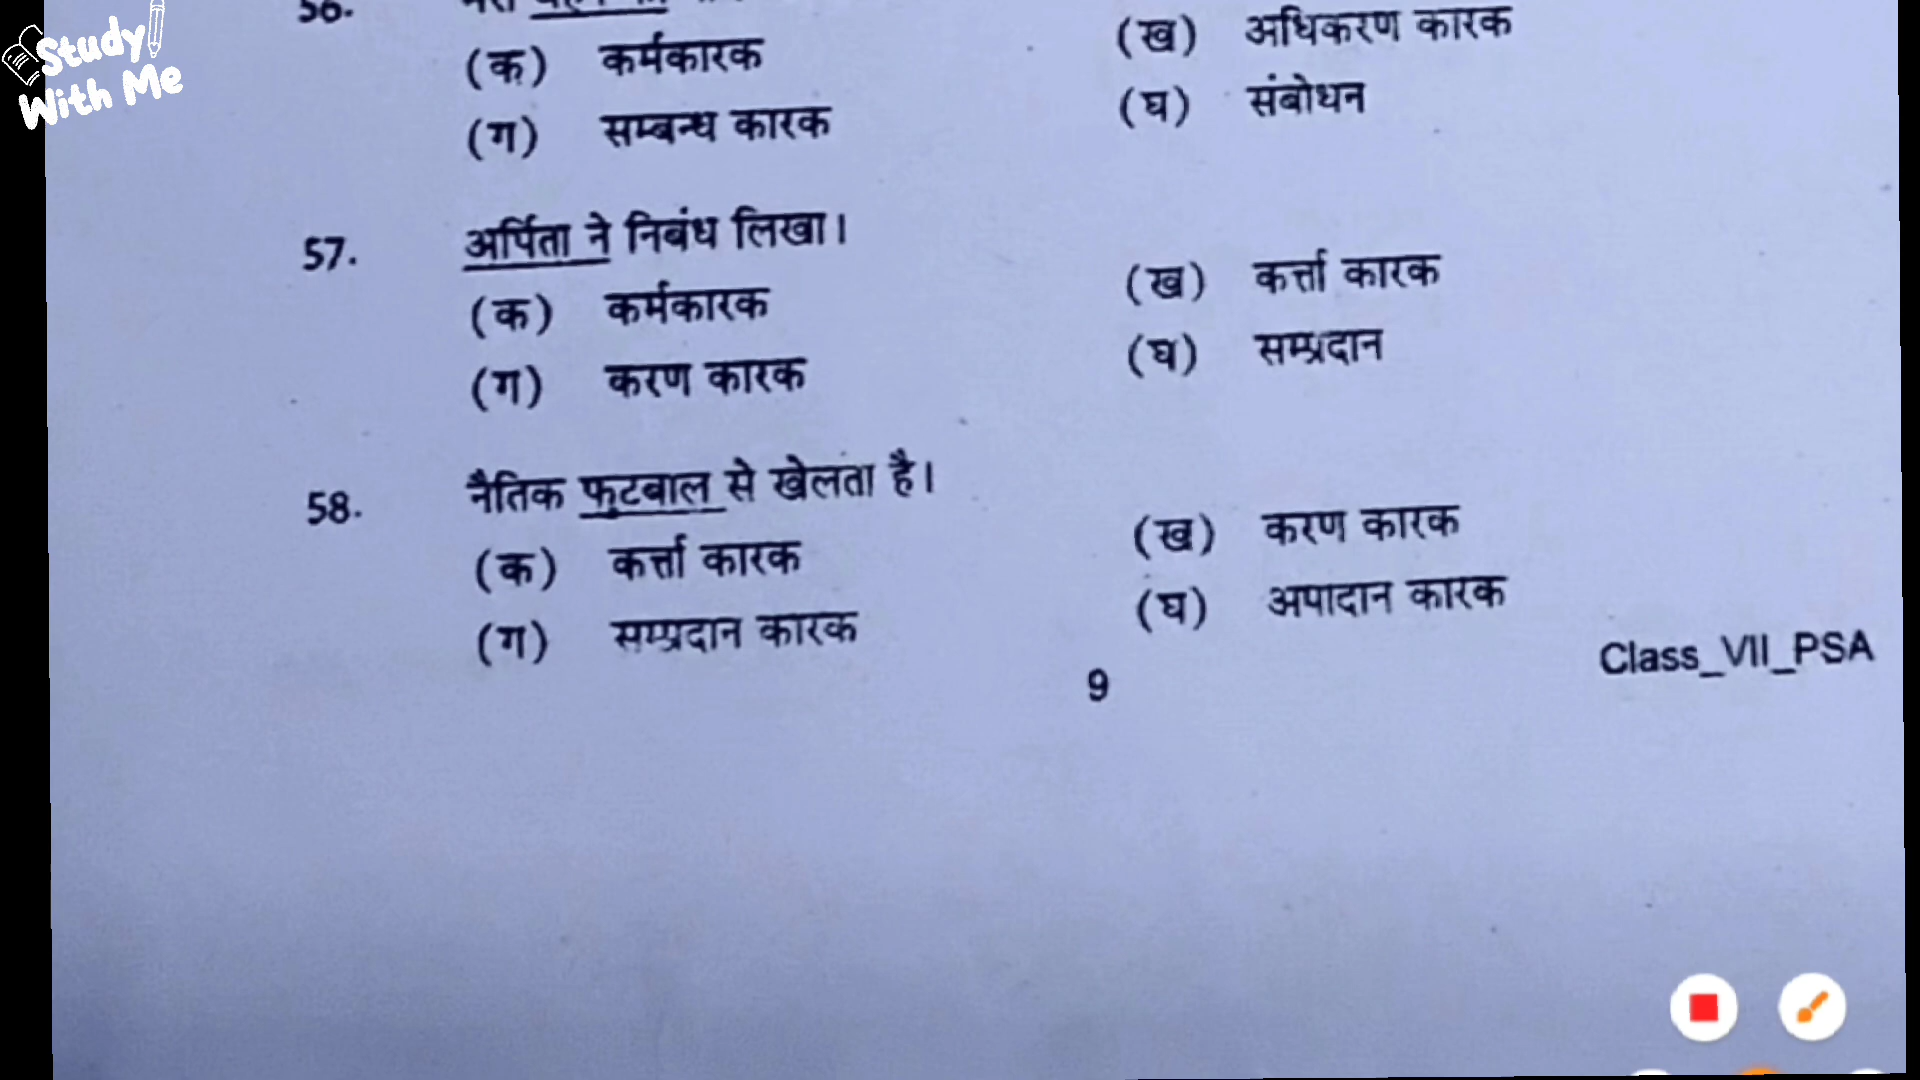 Study
With Me
56.
(क) कर्मकारक (ख) अधिकरण कारक
(ग) सम्बन्ध कारक (घ) संबोधन
57. अर्पिता ने निबंध लिखा।
(क) कर्मकारक (ख) कर्त्ता कारक
(ग) करण कारक (घ) सम्प्रदान
58. नैतिक फुटबाल से खेलता है।
(क) कर्त्ता कारक (ख) करण कारक
(ग) सम्प्रदान कारक (घ) अपादान कारक
9
Class_VII_PSA